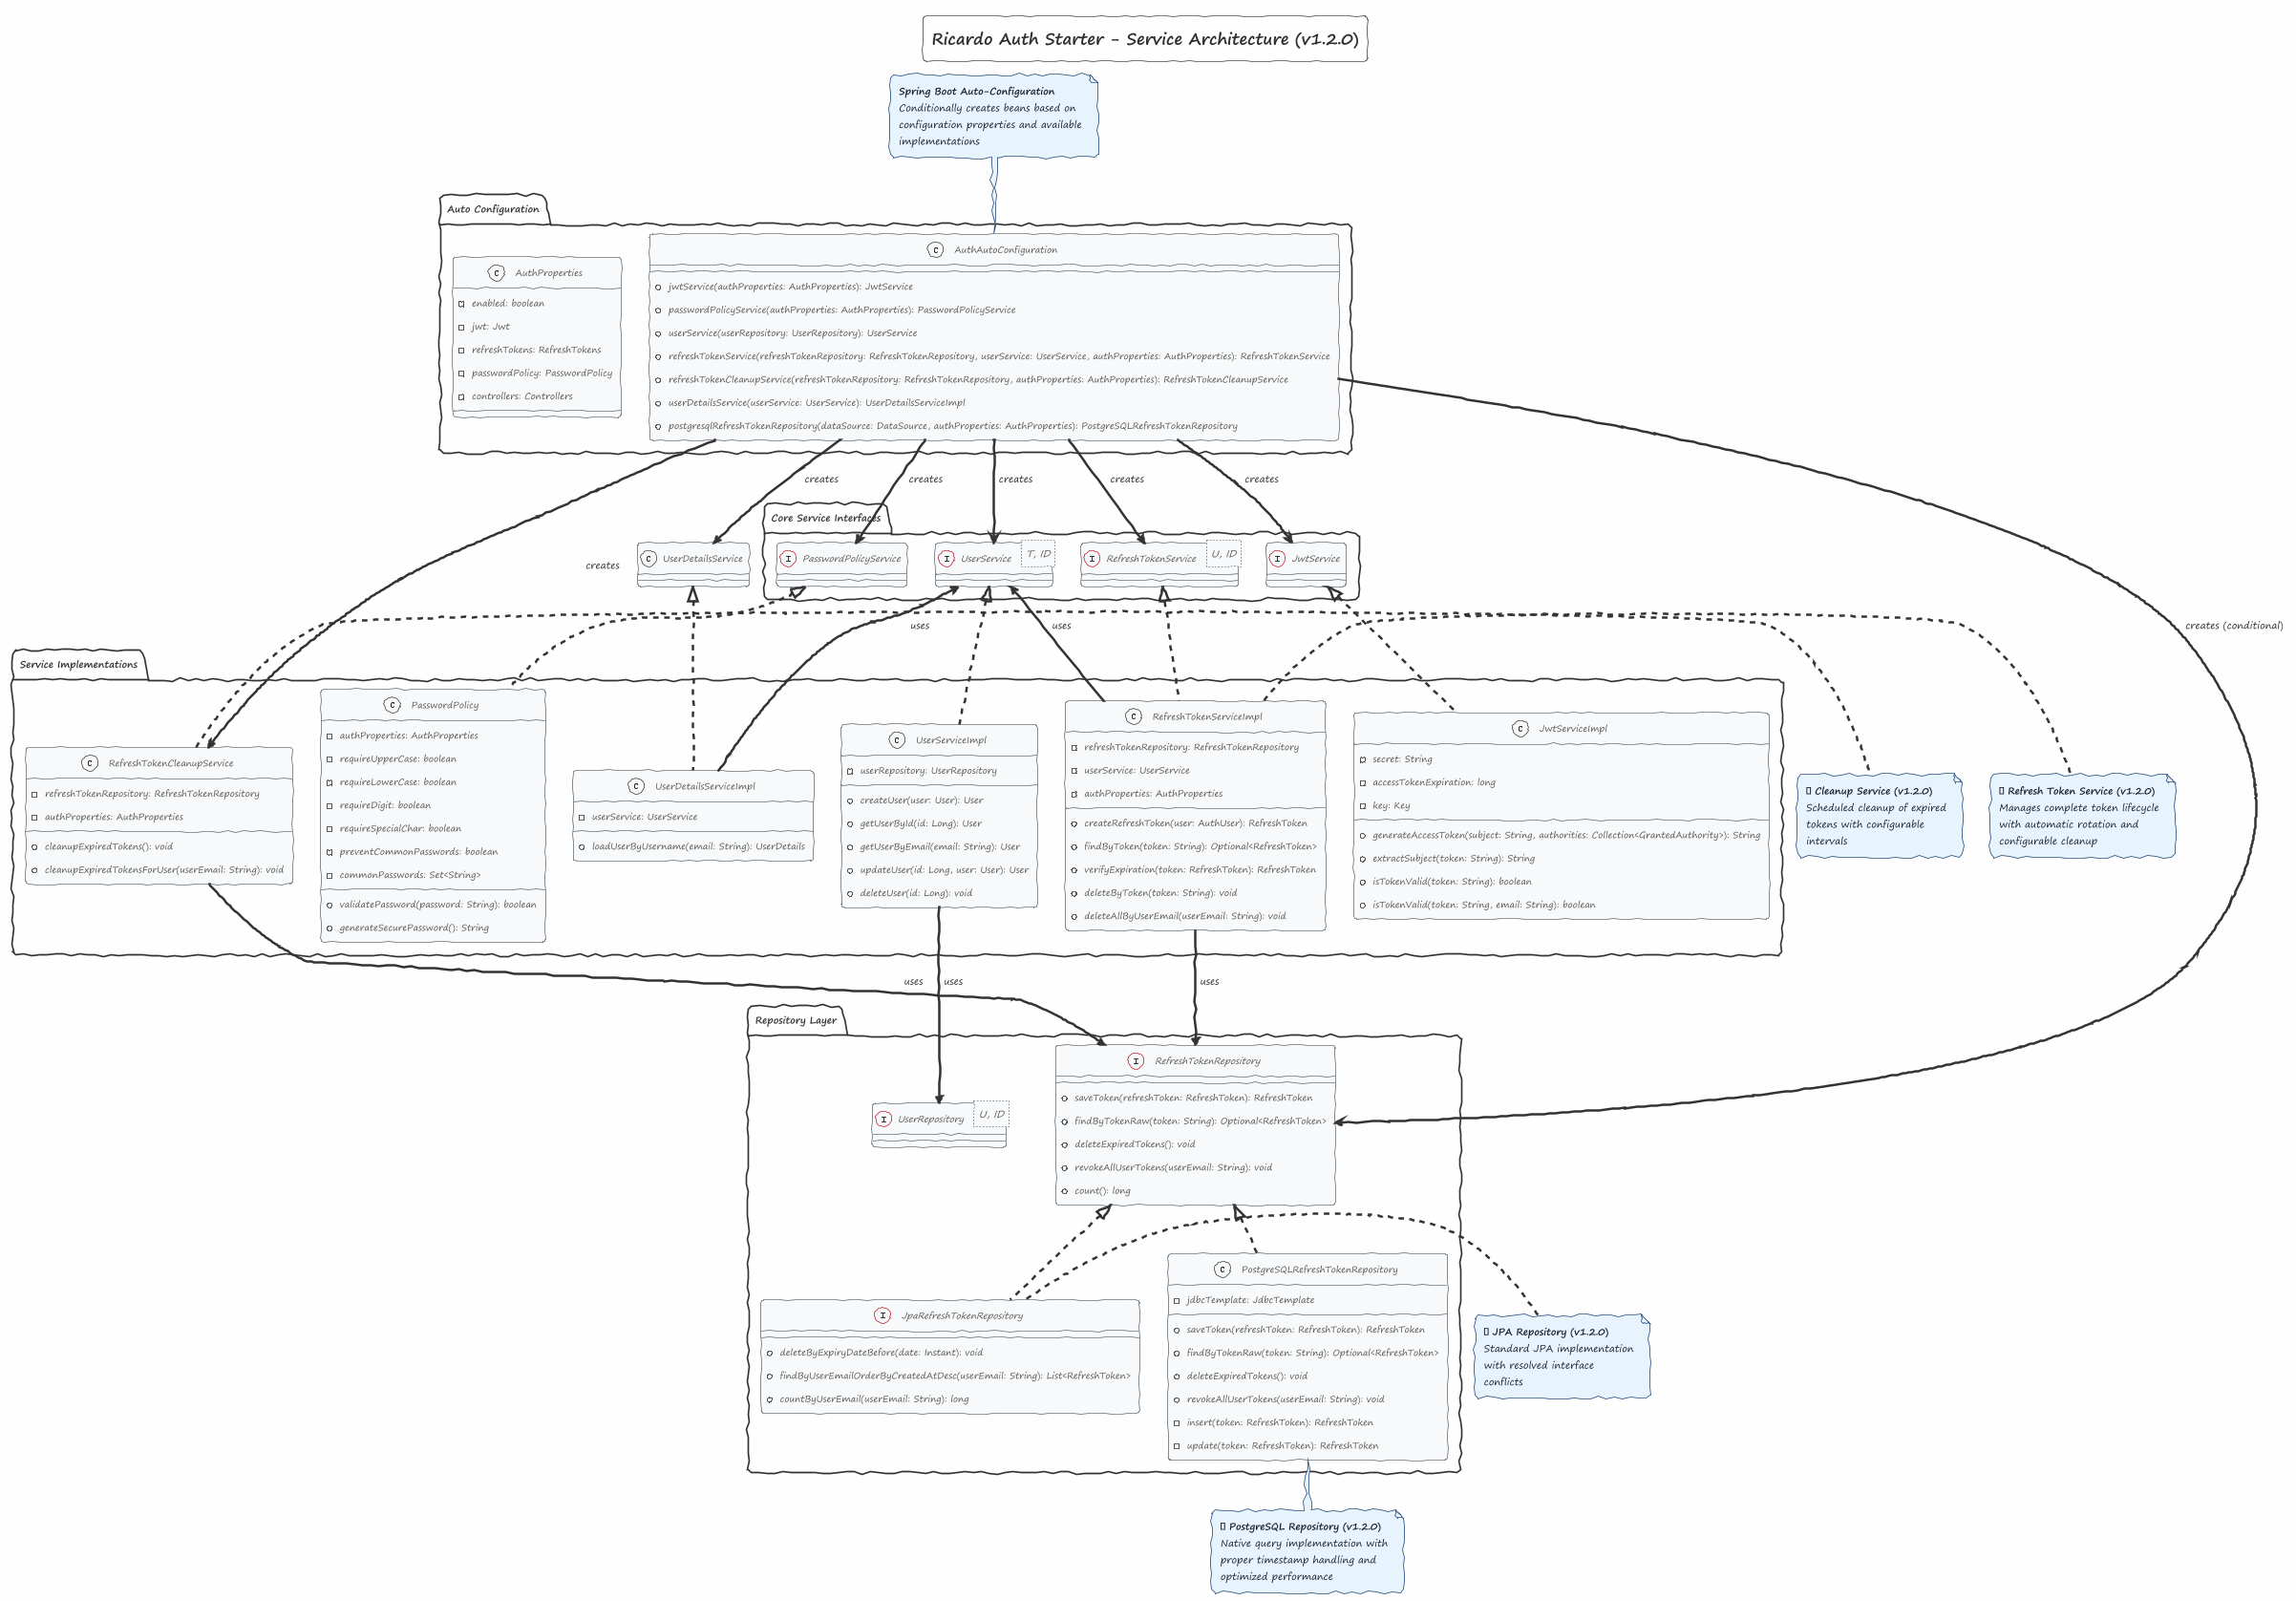 Ricardo Auth Starter - Service Architecture (v1.2.0)
Spring Boot Auto-Configuration
Conditionally creates beans based on
configuration properties and available
implementations
Auto Configuration
C AuthProperties
enabled: boolean
jwt: Jwt
refreshTokens: RefreshTokens
passwordPolicy: PasswordPolicy
controllers: Controllers
C AuthAutoConfiguration
jwtService(authProperties: AuthProperties): JwtService
passwordPolicyService(authProperties: AuthProperties): PasswordPolicyService
userService(userRepository: UserRepository): UserService
refreshTokenService(refreshTokenRepository: RefreshTokenRepository, userService: UserService, authProperties: AuthProperties): RefreshTokenService
refreshTokenCleanupService(refreshTokenRepository: RefreshTokenRepository, authProperties: AuthProperties): RefreshTokenCleanupService
userDetailsService(userService: UserService): UserDetailsServiceImpl
postgresqlRefreshTokenRepository(dataSource: DataSource, authProperties: AuthProperties): PostgreSQLRefreshTokenRepository
creates
creates
creates
creates
creates
creates
creates (conditional)
C UserDetailsService
Core Service Interfaces
I PasswordPolicyService
I UserService
T, ID
I RefreshTokenService
U, ID
I JwtService
uses
uses
Service Implementations
C RefreshTokenCleanupService
refreshTokenRepository: RefreshTokenRepository
authProperties: AuthProperties
cleanupExpiredTokens(): void
cleanupExpiredTokensForUser(userEmail: String): void
C PasswordPolicy
authProperties: AuthProperties
requireUpperCase: boolean
requireLowerCase: boolean
requireDigit: boolean
requireSpecialChar: boolean
preventCommonPasswords: boolean
commonPasswords: Set<String>
validatePassword(password: String): boolean
generateSecurePassword(): String
C UserDetailsServiceImpl
userService: UserService
loadUserByUsername(email: String): UserDetails
C UserServiceImpl
userRepository: UserRepository
createUser(user: User): User
getUserById(id: Long): User
getUserByEmail(email: String): User
updateUser(id: Long, user: User): User
deleteUser(id: Long): void
C RefreshTokenServiceImpl
refreshTokenRepository: RefreshTokenRepository
userService: UserService
authProperties: AuthProperties
createRefreshToken(user: AuthUser): RefreshToken
findByToken(token: String): Optional<RefreshToken>
verifyExpiration(token: RefreshToken): RefreshToken
deleteByToken(token: String): void
deleteAllByUserEmail(userEmail: String): void
C JwtServiceImpl
secret: String
accessTokenExpiration: long
key: Key
generateAccessToken(subject: String, authorities: Collection<GrantedAuthority>): String
extractSubject(token: String): String
isTokenValid(token: String): boolean
isTokenValid(token: String, email: String): boolean
Cleanup Service (v1.2.0)
Scheduled cleanup of expired
tokens with configurable
intervals
Refresh Token Service (v1.2.0)
Manages complete token lifecycle
with automatic rotation and
configurable cleanup
uses
uses
uses
Repository Layer
I UserRepository
U, ID
I RefreshTokenRepository
saveToken(refreshToken: RefreshToken): RefreshToken
findByTokenRaw(token: String): Optional<RefreshToken>
deleteExpiredTokens(): void
revokeAllUserTokens(userEmail: String): void
count(): long
I JpaRefreshTokenRepository
deleteByExpiryDateBefore(date: Instant): void
findByUserEmailOrderByCreatedAtDesc(userEmail: String): List<RefreshToken>
countByUserEmail(userEmail: String): long
C PostgreSQLRefreshTokenRepository
jdbcTemplate: JdbcTemplate
saveToken(refreshToken: RefreshToken): RefreshToken
findByTokenRaw(token: String): Optional<RefreshToken>
deleteExpiredTokens(): void
revokeAllUserTokens(userEmail: String): void
insert(token: RefreshToken): RefreshToken
update(token: RefreshToken): RefreshToken
JPA Repository (v1.2.0)
Standard JPA implementation
with resolved interface
conflicts
PostgreSQL Repository (v1.2.0)
Native query implementation with
proper timestamp handling and
optimized performance